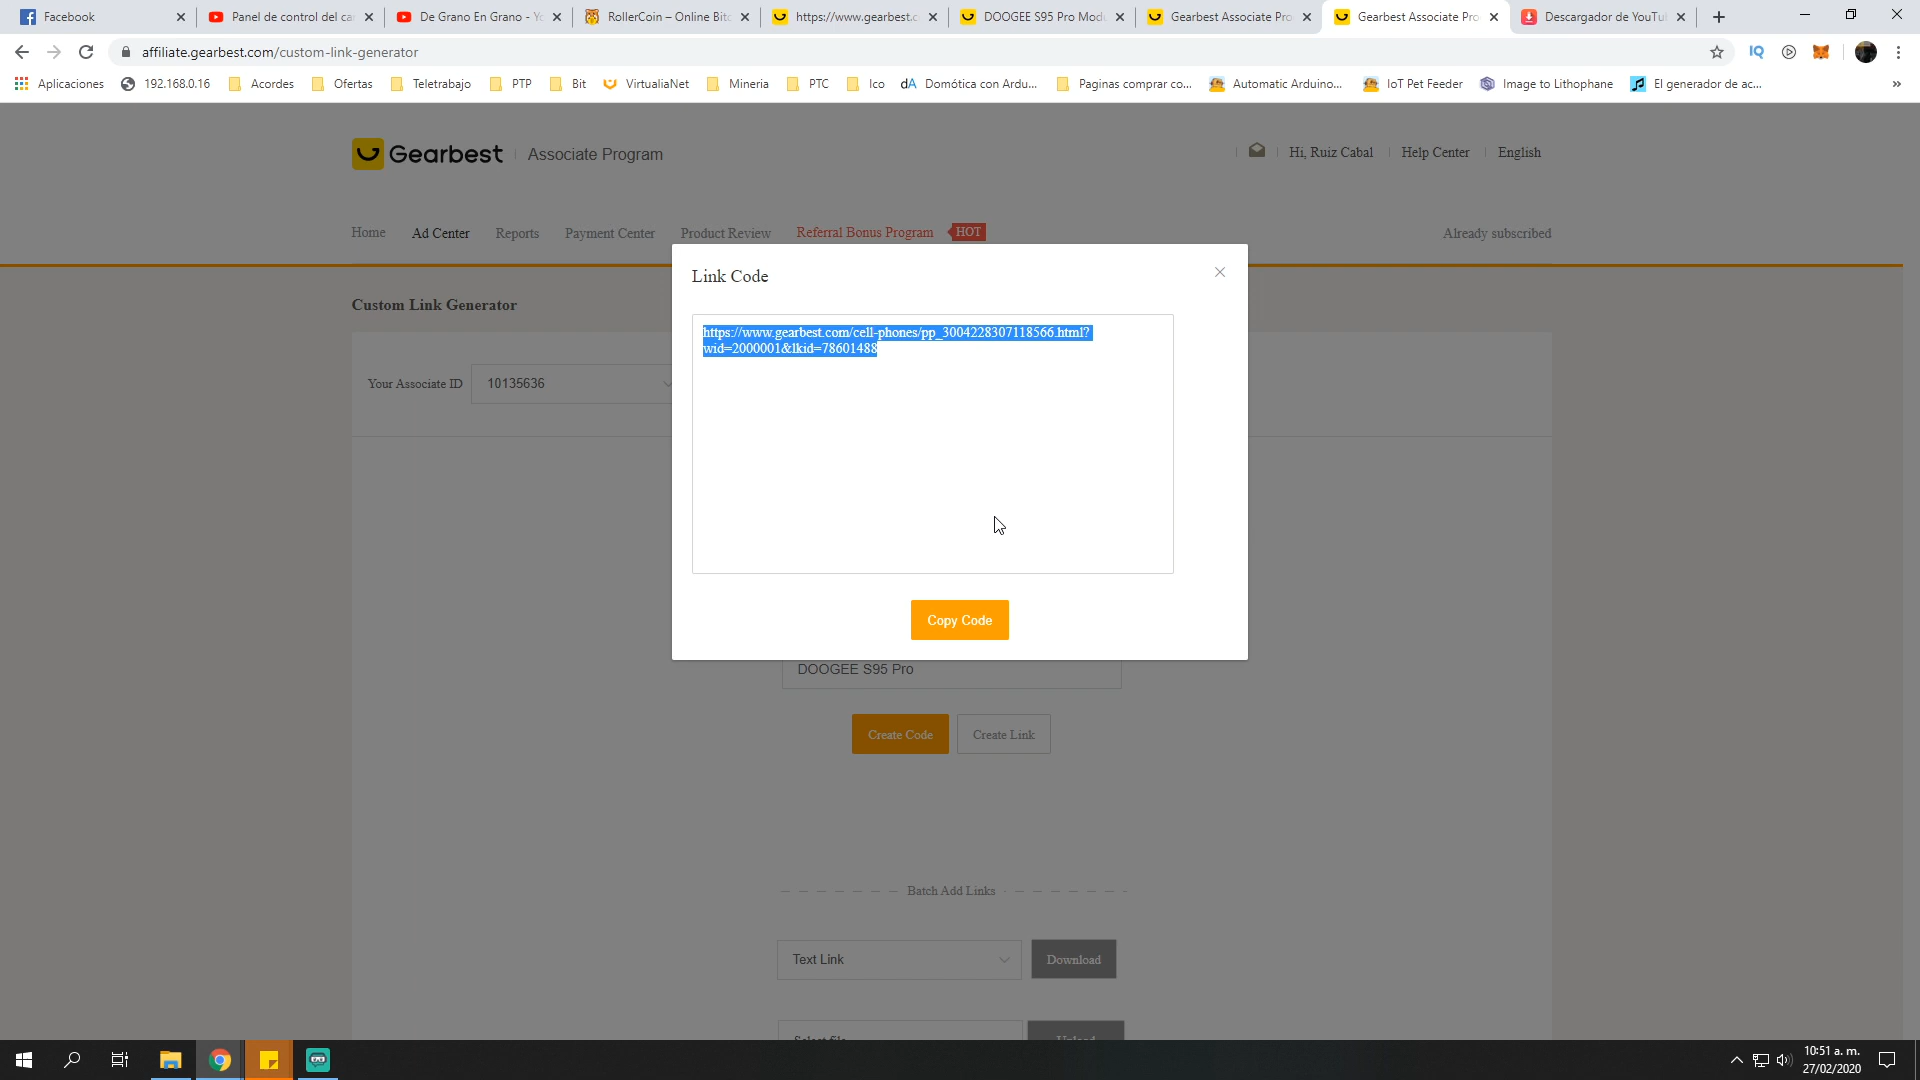 Facebook
Panel de control del ca
De Grano En Grano - Yo
RollerCoin – Online Bitc
https://www.gearbest.c
DOOGEE S95 Pro Modu
Gearbest Associate Pro
Gearbest Associate Pro
Descargador de YouTu
affiliate.gearbest.com/custom-link-generator
IQ
Aplicaciones
192.168.0.16
Acordes
Ofertas
Teletrabajo
PTP
Bit
VirtualiaNet
Mineria
PTC
Ico
dA Domótica con Ardu...
Paginas comprar co...
Automatic Arduino...
IoT Pet Feeder
Image to Lithophane
El generador de ac...
»
Gearbest
Associate Program
Hi, Ruiz Cabal
Help Center
English
Home
Ad Center
Reports
Payment Center
Product Review
Referral Bonus Program
HOT
Already subscribed
Custom Link Generator
Link Code
https://www.gearbest.com/cell-phones/pp_3004228307118566.html?
wid=2000001&lkid=78601488
Your Associate ID
10135636
Copy Code
DOOGEE S95 Pro
Create Code
Create Link
Batch Add Links
Text Link
Download
Select file
Upload
10:51 a. m.
27/02/2020